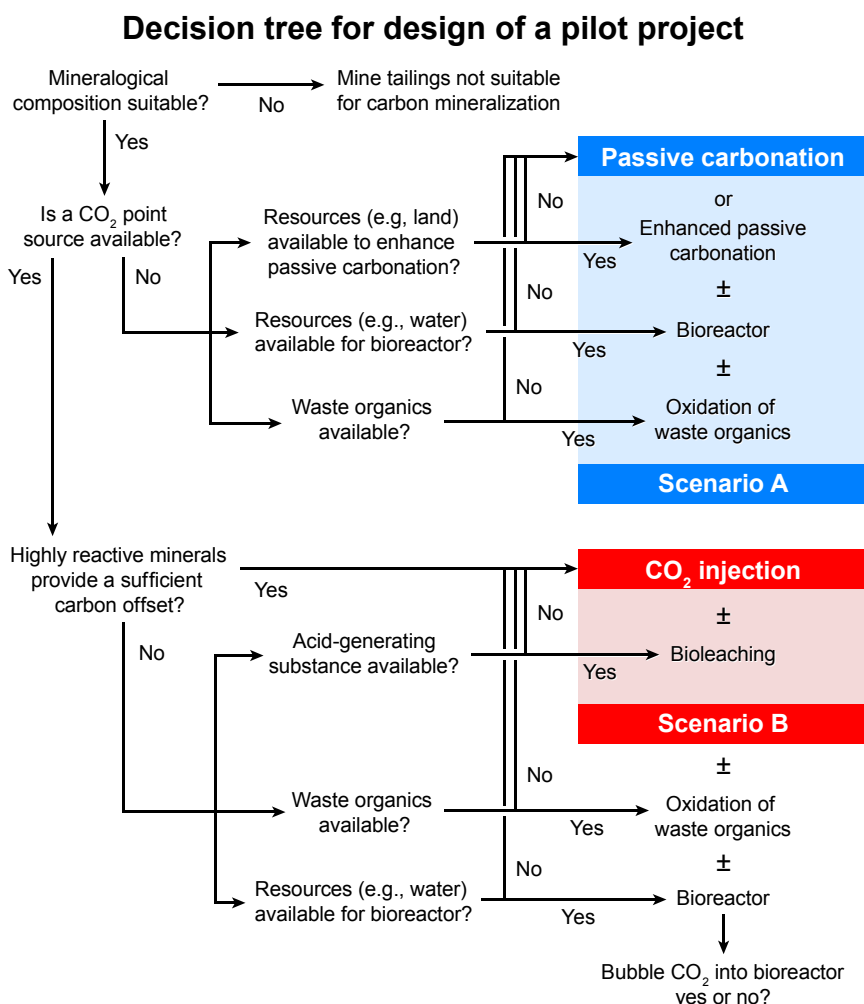 Decision tree for design of a pilot project
Mineralogical
composition suitable?
No
Mine tailings not suitable
for carbon mineralization
Yes
Passive carbonation
Is a CO₂ point
source available?
Resources (e.g, land)
available to enhance
passive carbonation?
No
Yes
or
Enhanced passive
carbonation
±
Yes
No
Resources (e.g., water)
available for bioreactor?
No
Yes
Bioreactor
±
Waste organics
available?
No
Yes
Oxidation of
waste organics
Scenario A
Highly reactive minerals
provide a sufficient
carbon offset?
Yes
CO₂ injection
±
No
Acid-generating
substance available?
No
Yes
Bioleaching
Scenario B
±
Waste organics
available?
No
Yes
Oxidation of
waste organics
±
Resources (e.g., water)
available for bioreactor?
No
Yes
Bioreactor
Bubble CO₂ into bioreactor
yes or no?